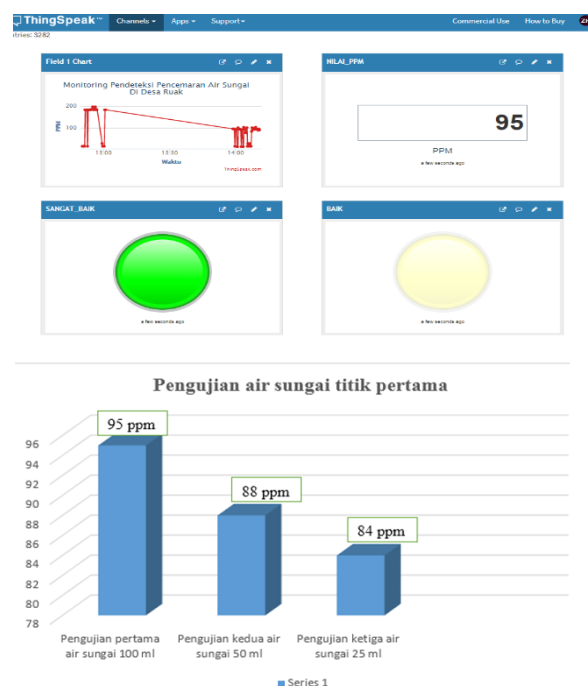 ThingSpeak™ Channels Apps Support Commercial Use How to Buy
tries: 3282
Field 1 Chart
Monitoring Pendeteksi Pencemaran Air Sungai
Di Desa Ruak
200
100
PPM
13:00 13:30 14:00
Waktu
ThingSpeak.com
NILAI_PPM
95
PPM
a few seconds ago
SANGAT_BAIK
a few seconds ago
BAIK
a few seconds ago
Pengujian air sungai titik pertama
95 ppm
88 ppm
84 ppm
96
94
92
90
88
86
84
82
80
78
Pengujian pertama
air sungai 100 ml
Pengujian kedua air
sungai 50 ml
Pengujian ketiga air
sungai 25 ml
Series 1